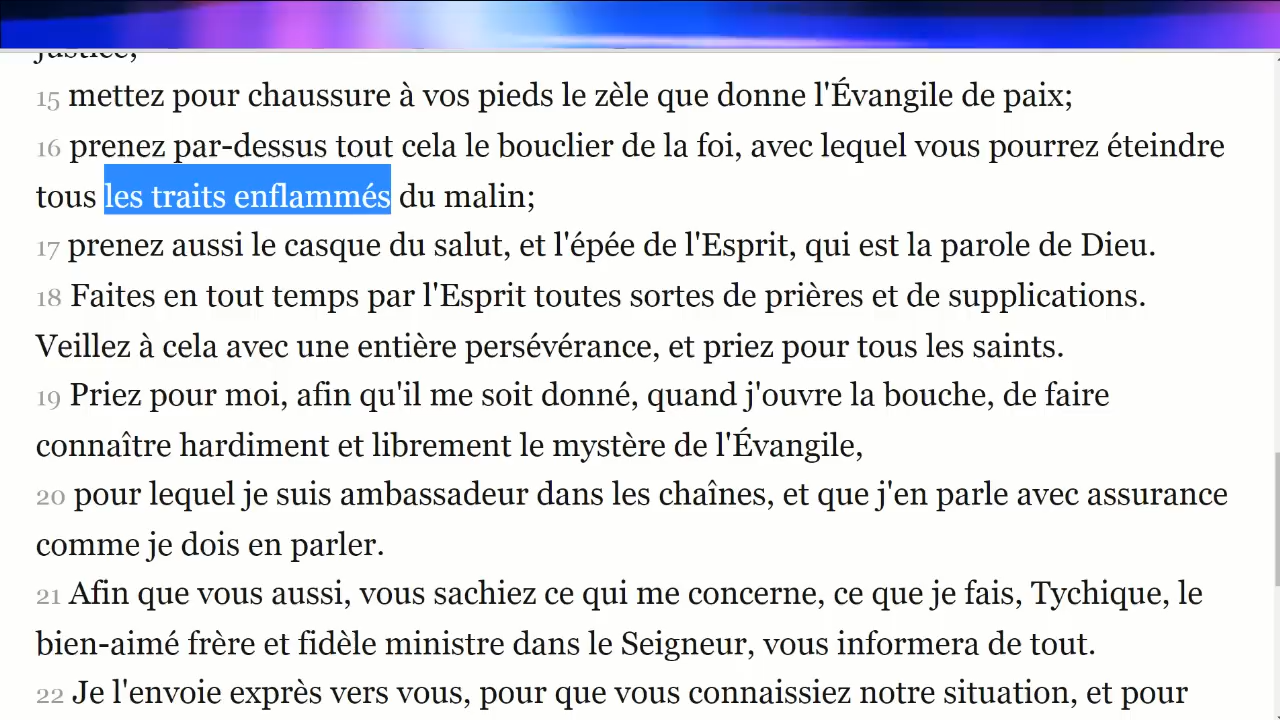 justice;
15 mettez pour chaussure à vos pieds le zèle que donne l'Évangile de paix;
16 prenez par-dessus tout cela le bouclier de la foi, avec lequel vous pourrez éteindre
tous les traits enflammés du malin;
17 prenez aussi le casque du salut, et l'épée de l'Esprit, qui est la parole de Dieu.
18 Faites en tout temps par l'Esprit toutes sortes de prières et de supplications.
Veillez à cela avec une entière persévérance, et priez pour tous les saints.
19 Priez pour moi, afin qu'il me soit donné, quand j'ouvre la bouche, de faire
connaître hardiment et librement le mystère de l'Évangile,
20 pour lequel je suis ambassadeur dans les chaînes, et que j'en parle avec assurance
comme je dois en parler.
21 Afin que vous aussi, vous sachiez ce qui me concerne, ce que je fais, Tychique, le
bien-aimé frère et fidèle ministre dans le Seigneur, vous informera de tout.
22 Je l'envoie exprès vers vous, pour que vous connaissiez notre situation, et pour